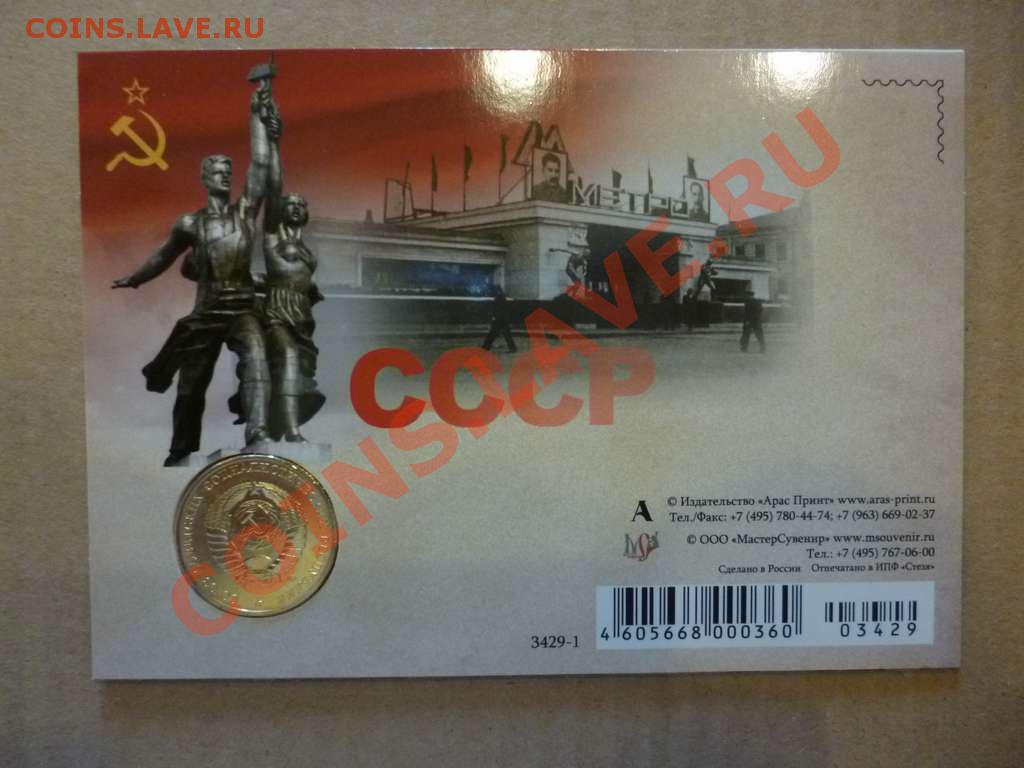 COINS.LAVE.RU
МЕТРО
СССР
COINS.LAVE.RU
А © Издательство «Арас Принт» www.aras-print.ru
Тел./Факс: +7 (495) 780-44-74; +7 (963) 669-02-37
© ООО «МастерСувенир» www.msouvenir.ru
Тел.: +7 (495) 767-06-00
Сделано в России Отпечатано в ИПФ «Стезя»
3429-1
4 605668 000360
03429